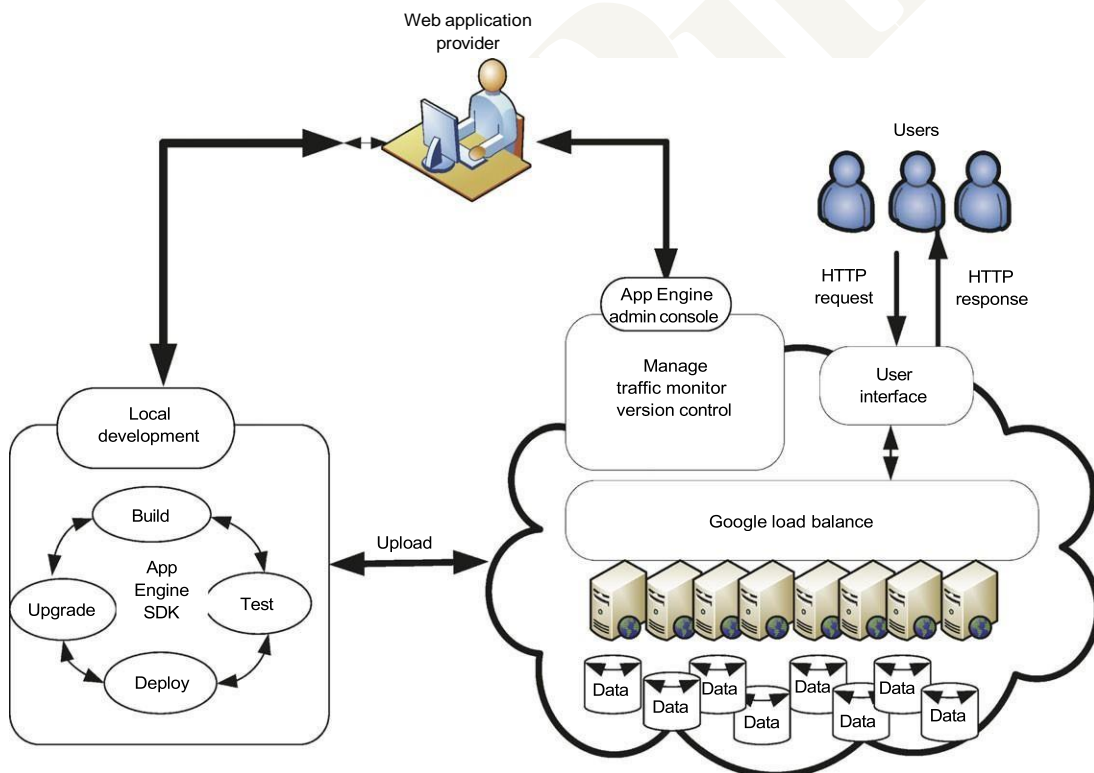 Web application
provider
Users
HTTP
request
HTTP
response
App Engine
admin console
Manage
traffic monitor
version control
User
interface
Local
development
Build
App
Engine
SDK
Upgrade
Test
Deploy
Upload
Google load balance
Data
Data
Data
Data
Data
Data
Data
Data